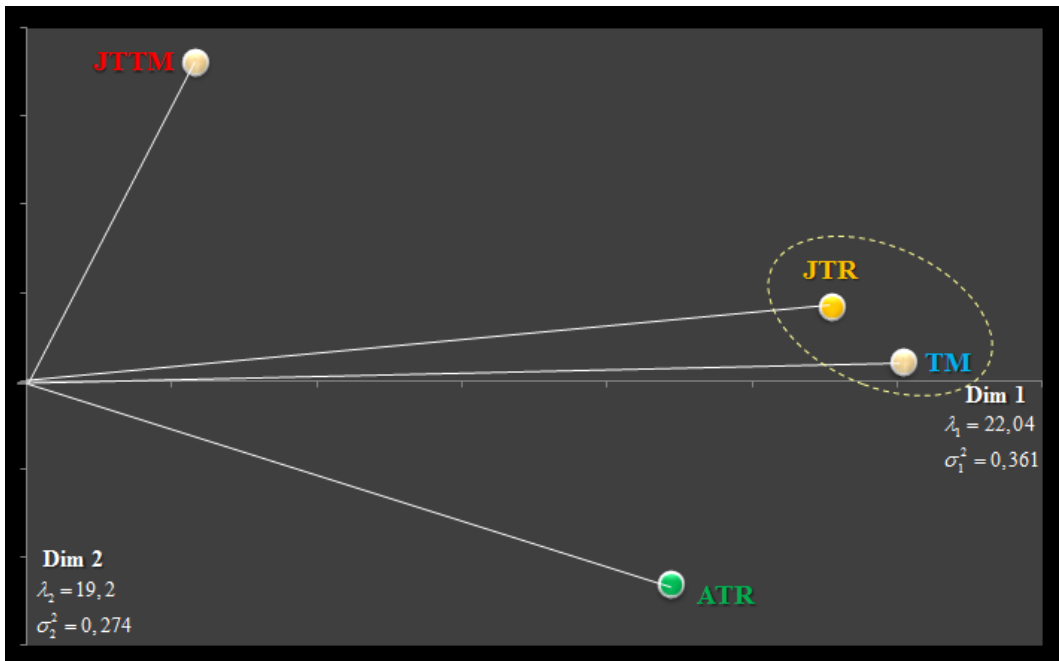 JTTM
JTR
TM
Dim 1
λ₁ = 22,04
σ₁² = 0,361
Dim 2
λ₂ = 19,2
σ₂² = 0,274
ATR